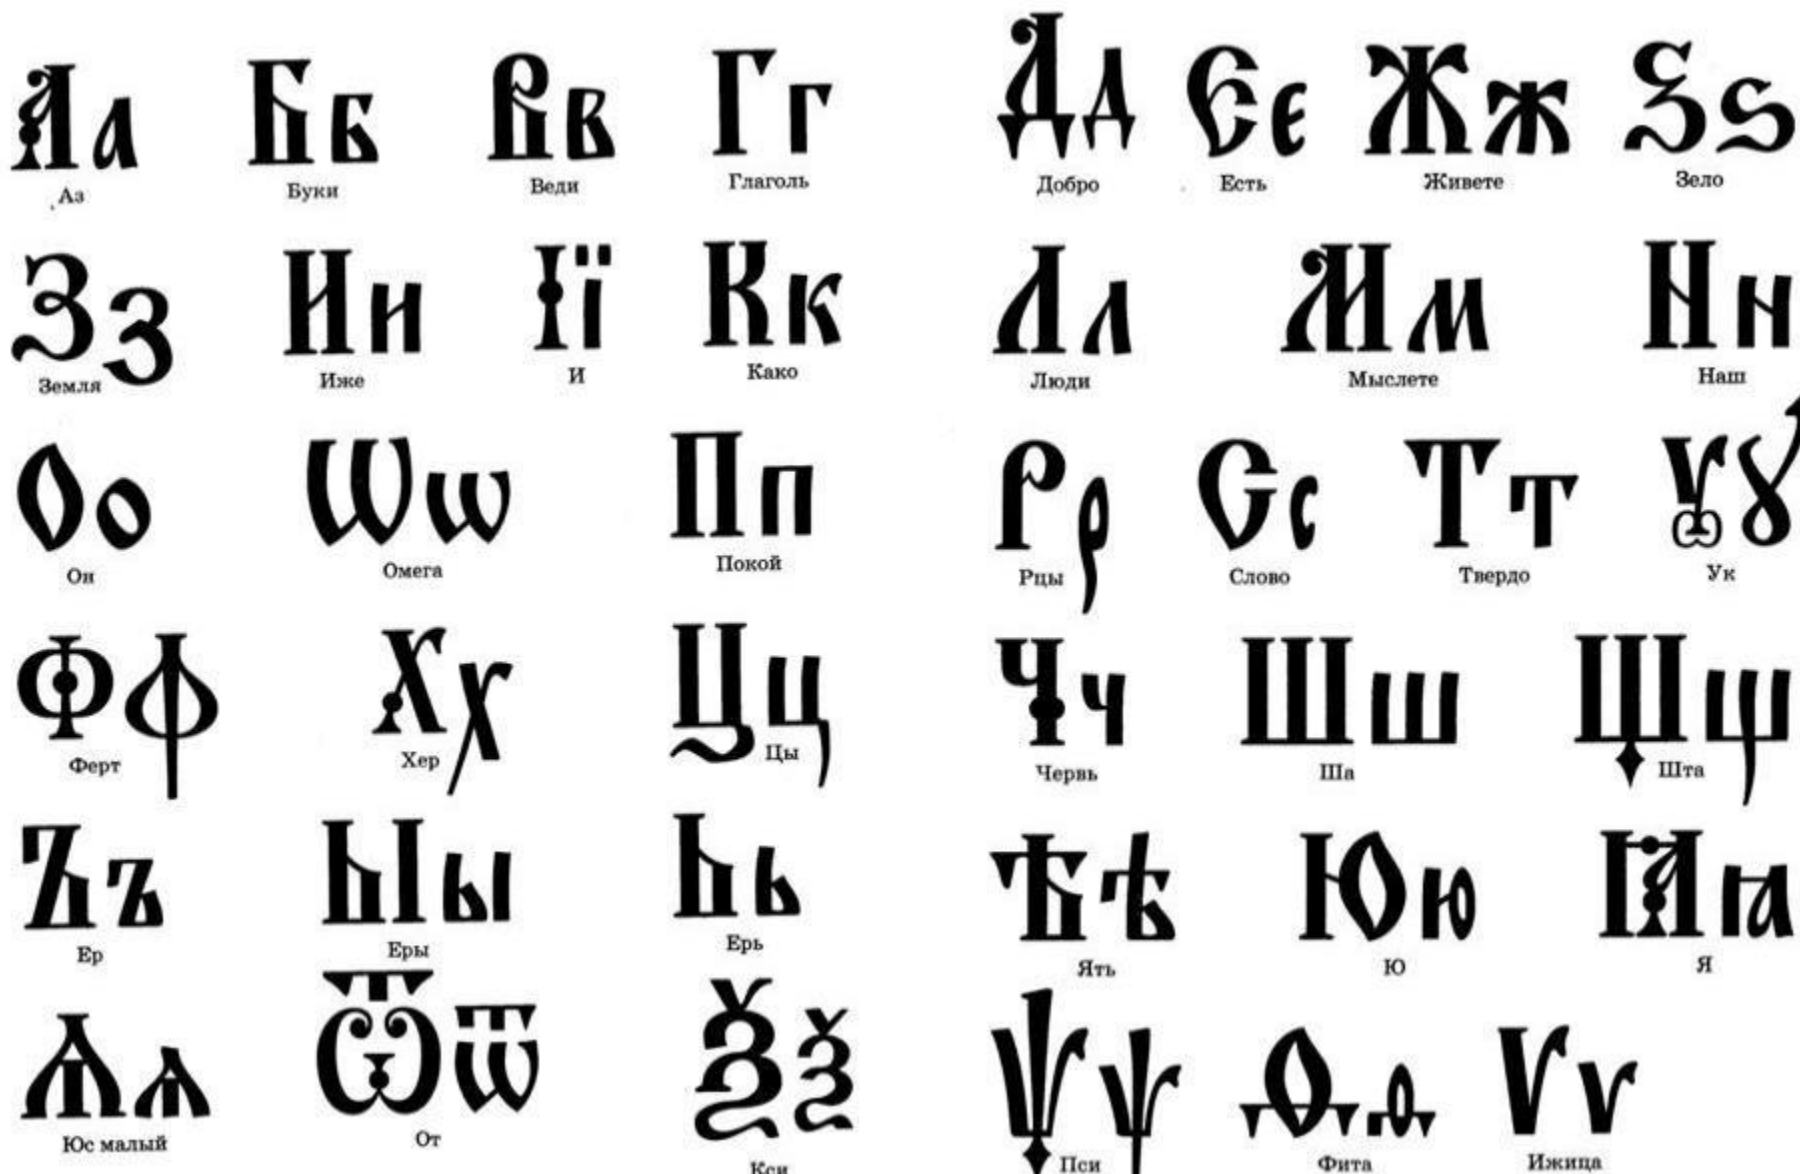 Аа Бб Вв Гг Дд Єє Жж Ѕѕ
Аз Буки Веди Глаголь Добро Есть Живете Зело
Зз Ии Її Кк Лл Мм Нн
Земля Иже И Како Люди Мыслете Наш
Оо Ѡѡ Пп Рр Сс Тт Ѹꙋ
Он Омега Покой Рцы Слово Твердо Ук
Фф Хх Цц Чч Шш Щщ
Ферт Хер Цы Червь Ша Шта
Ъъ Ыы Ьь Ѣѣ Юю Ꙗꙗ
Ер Еры Ерь Ять Ю Я
Ѧѧ Ѿѿ Ѯѯ Ѱѱ Ѳѳ Ѵѵ
Юс малый От Кси Пси Фита Ижица